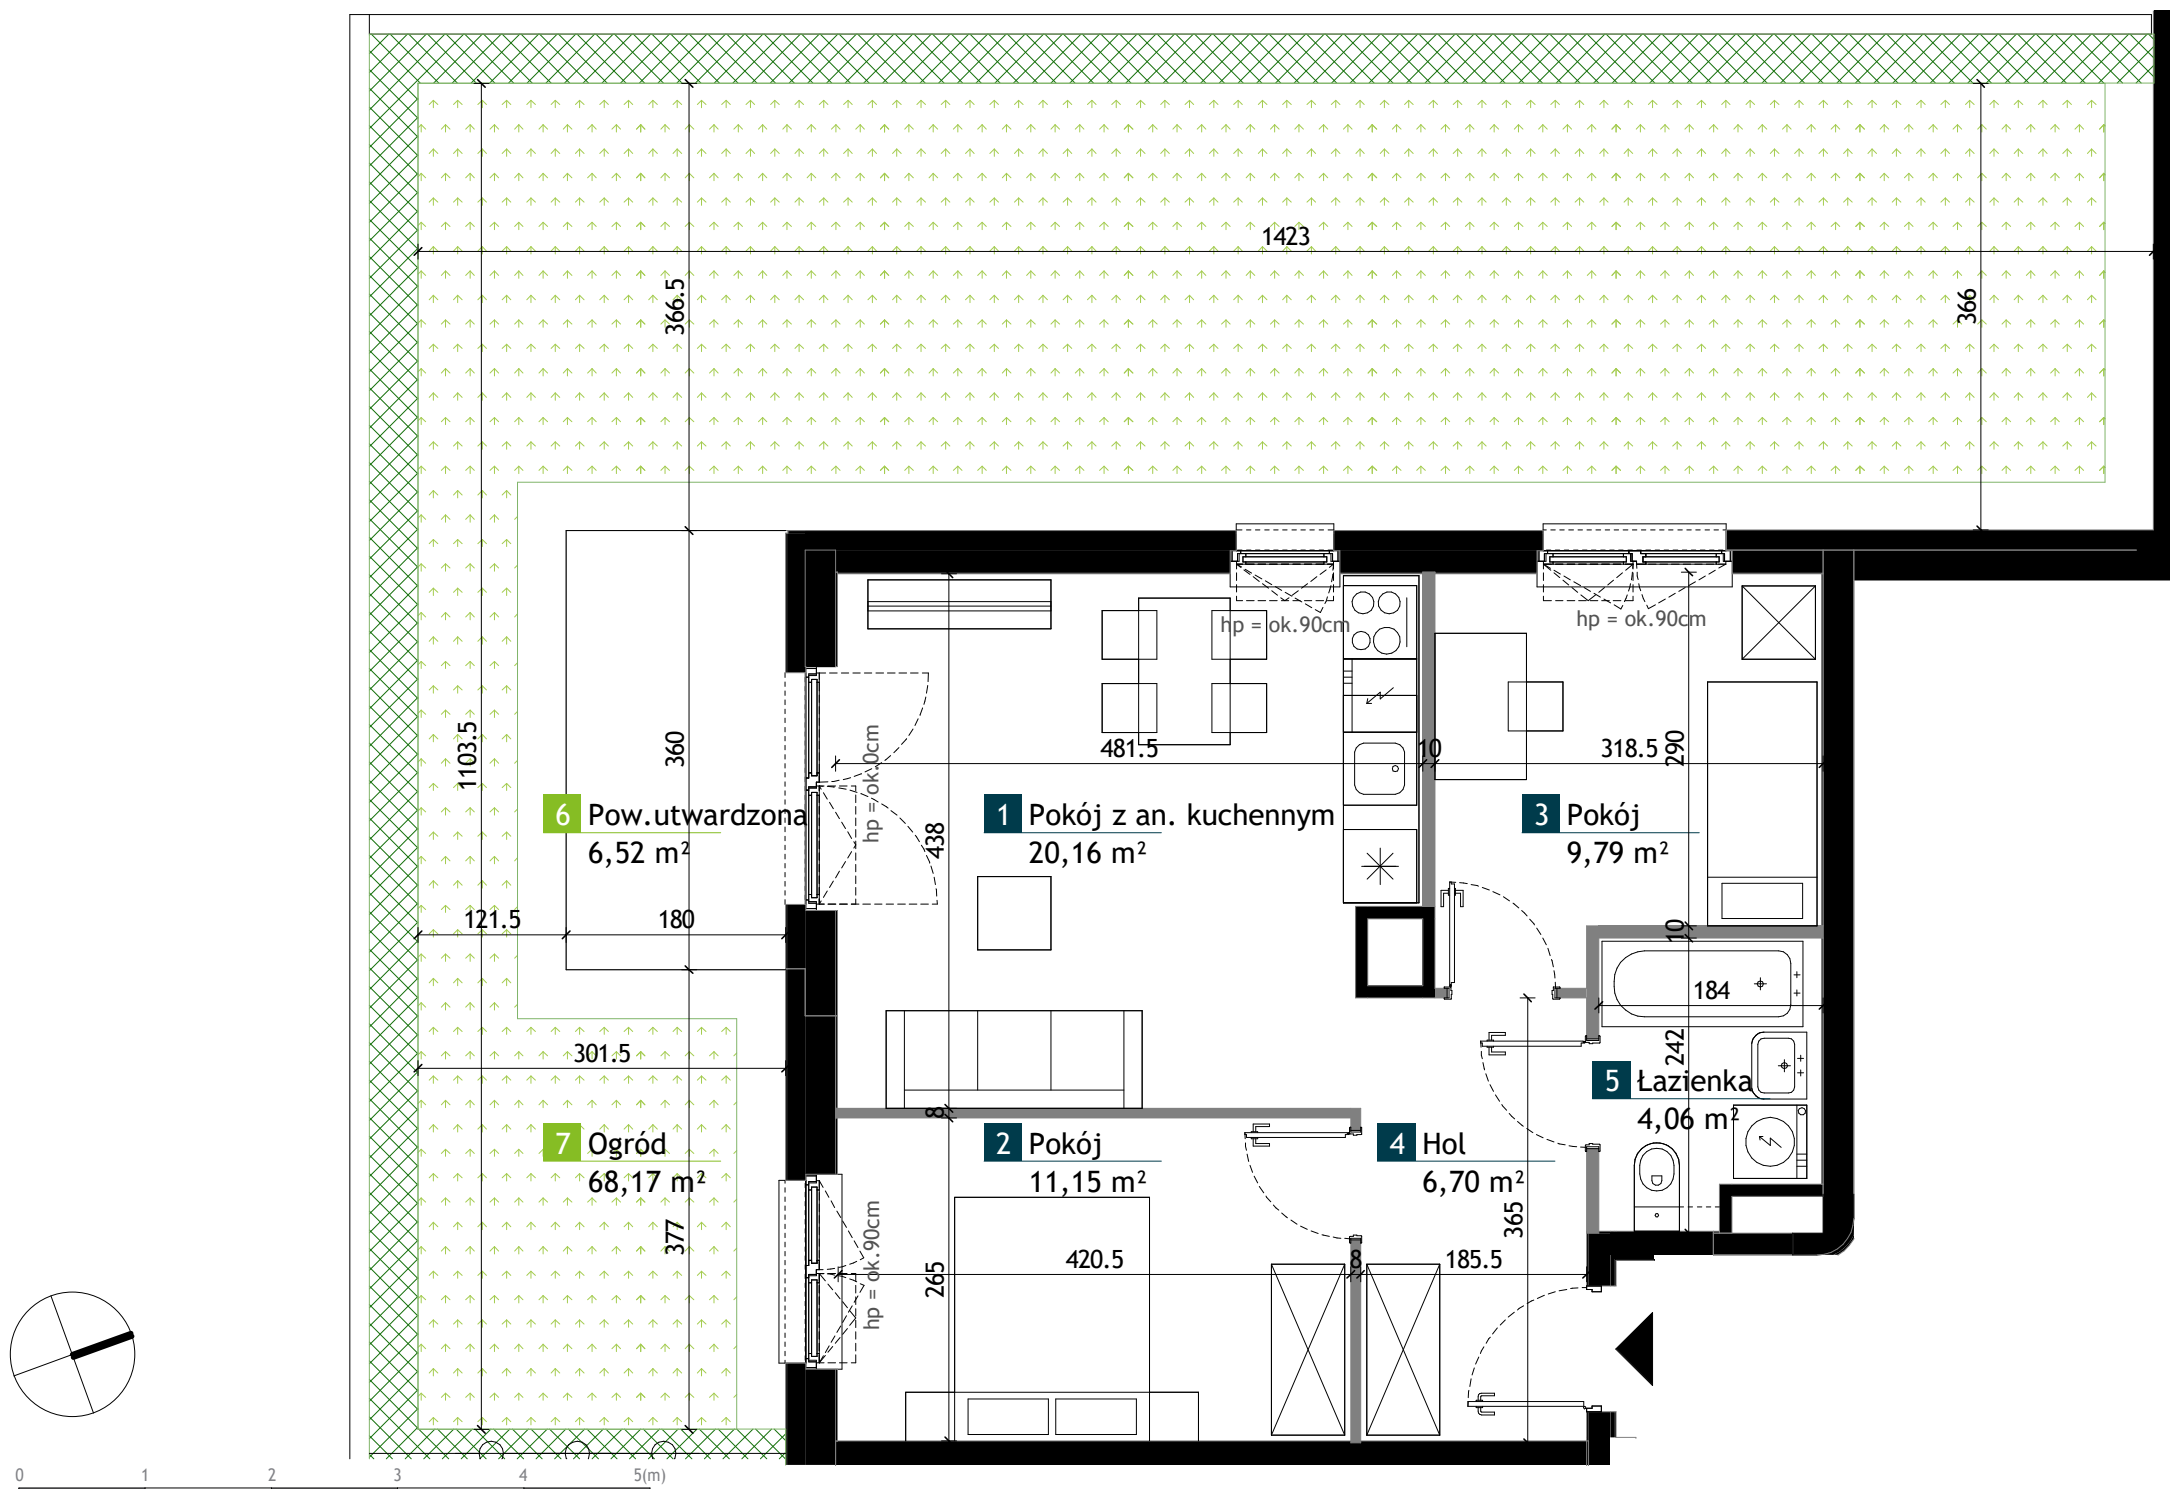 1423
366.5
366
hp = ok.90cm
hp = ok.90cm
1103.5
360
481.5
10
318.5
290
hp = ok.0cm
6 Pow.utwardzona
6,52 m²
1 Pokój z an. kuchennym
20,16 m²
438
3 Pokój
9,79 m²
121.5
180
10
184
301.5
242
5 Łazienka
4,06 m²
8
7 Ogród
68,17 m²
2 Pokój
11,15 m²
4 Hol
6,70 m²
377
hp = ok.90cm
265
420.5
8
185.5
365
0 1 2 3 4 5(m)